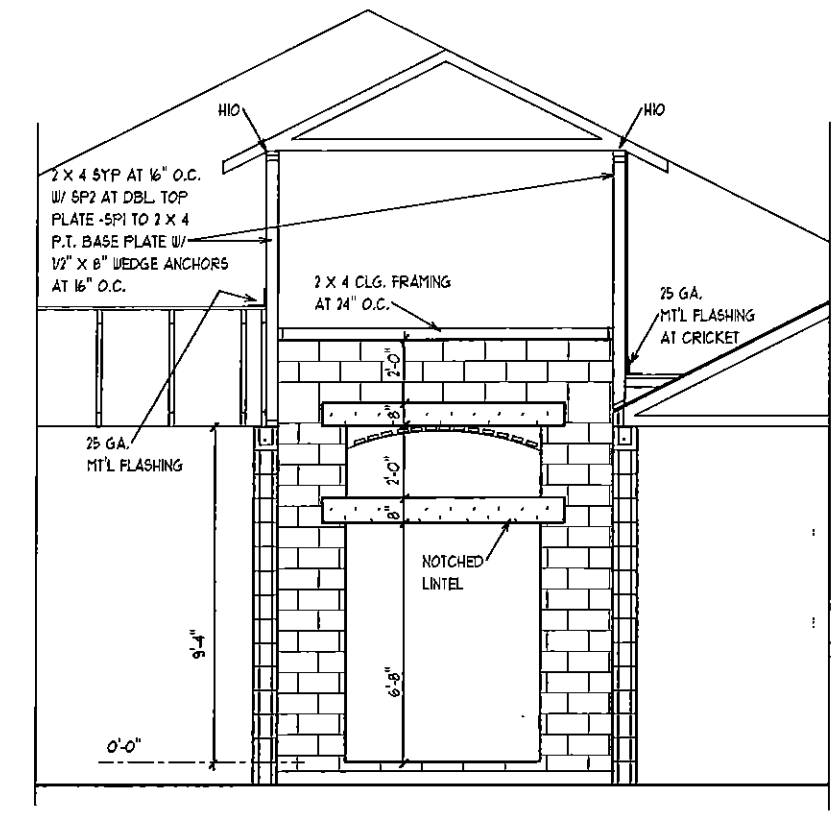 H10
H10
2 X 4 SYP AT 16" O.C.
W/ SP2 AT DBL. TOP
PLATE -SP1 TO 2 X 4
P.T. BASE PLATE W/
1/2" X 8" WEDGE ANCHORS
AT 16" O.C.
2 X 4 CLG. FRAMING
AT 24" O.C.
25 GA.
MT'L FLASHING
AT CRICKET
2'-0"
8"
25 GA.
MT'L FLASHING
2'-0"
8"
NOTCHED
LINTEL
9'-4"
6'-8"
0'-0"